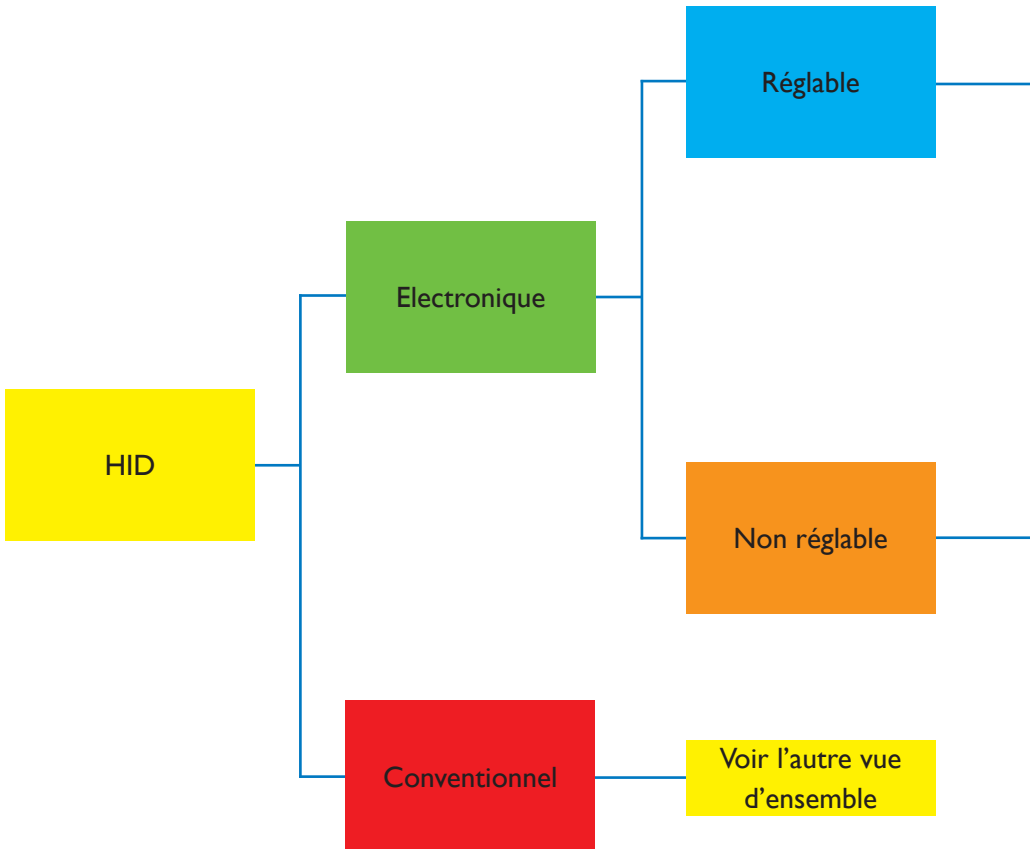 Réglable
Electronique
HID
Non réglable
Conventionnel
Voir l’autre vue
d’ensemble